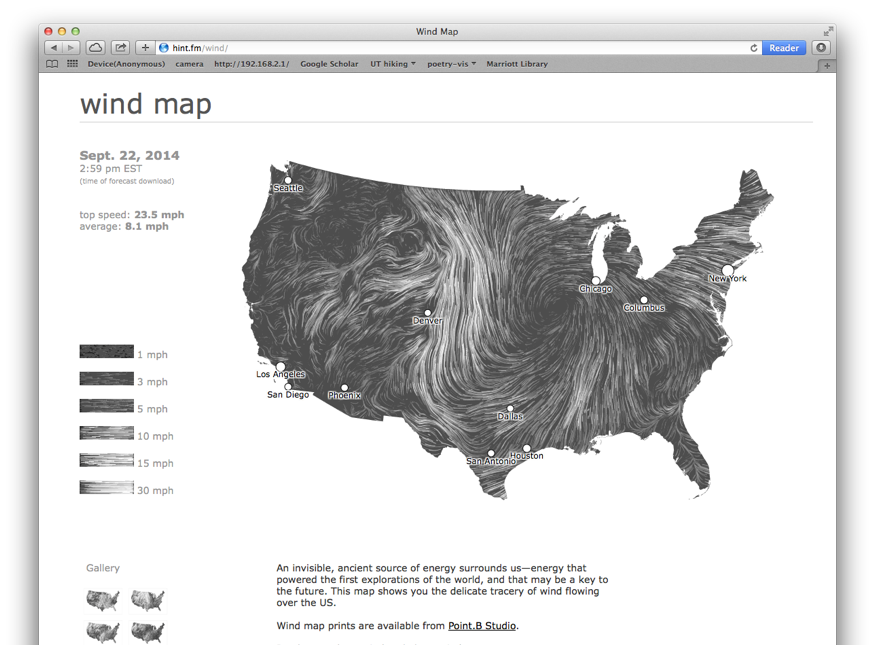 Wind Map
hint.fm/wind/
Reader
Device(Anonymous) camera http://192.168.2.1/ Google Scholar UT hiking poetry-vis Marriott Library
wind map
Sept. 22, 2014
2:59 pm EST
(time of forecast download)
top speed: 23.5 mph
average: 8.1 mph
1 mph
3 mph
5 mph
10 mph
15 mph
30 mph
Seattle
New York
Chicago
Columbus
Denver
Los Angeles
San Diego
Phoenix
Dallas
San Antonio
Houston
Gallery
An invisible, ancient source of energy surrounds us—energy that
powered the first explorations of the world, and that may be a key to
the future. This map shows you the delicate tracery of wind flowing
over the US.
Wind map prints are available from Point.B Studio.